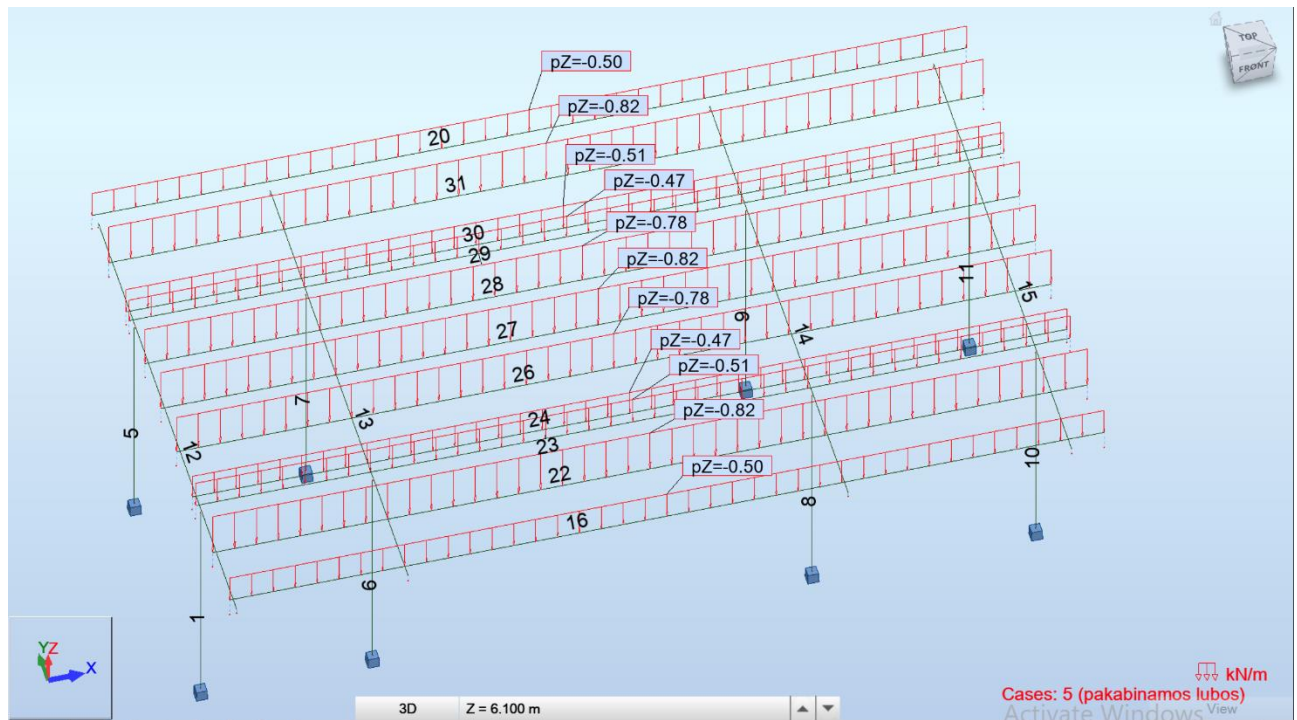 TOP
FRONT
pZ=-0.50
pZ=-0.82
20
pZ=-0.51
31
pZ=-0.47
pZ=-0.78
30
29
pZ=-0.82
28
11
pZ=-0.78
15
27
9
14
pZ=-0.47
26
pZ=-0.51
7
13
24
pZ=-0.82
5
23
12
22
pZ=-0.50
10
8
16
6
1
YZ
X
kN/m
Cases: 5 (pakabinamos lubos)
3D Z = 6.100 m
Activate Windows
View